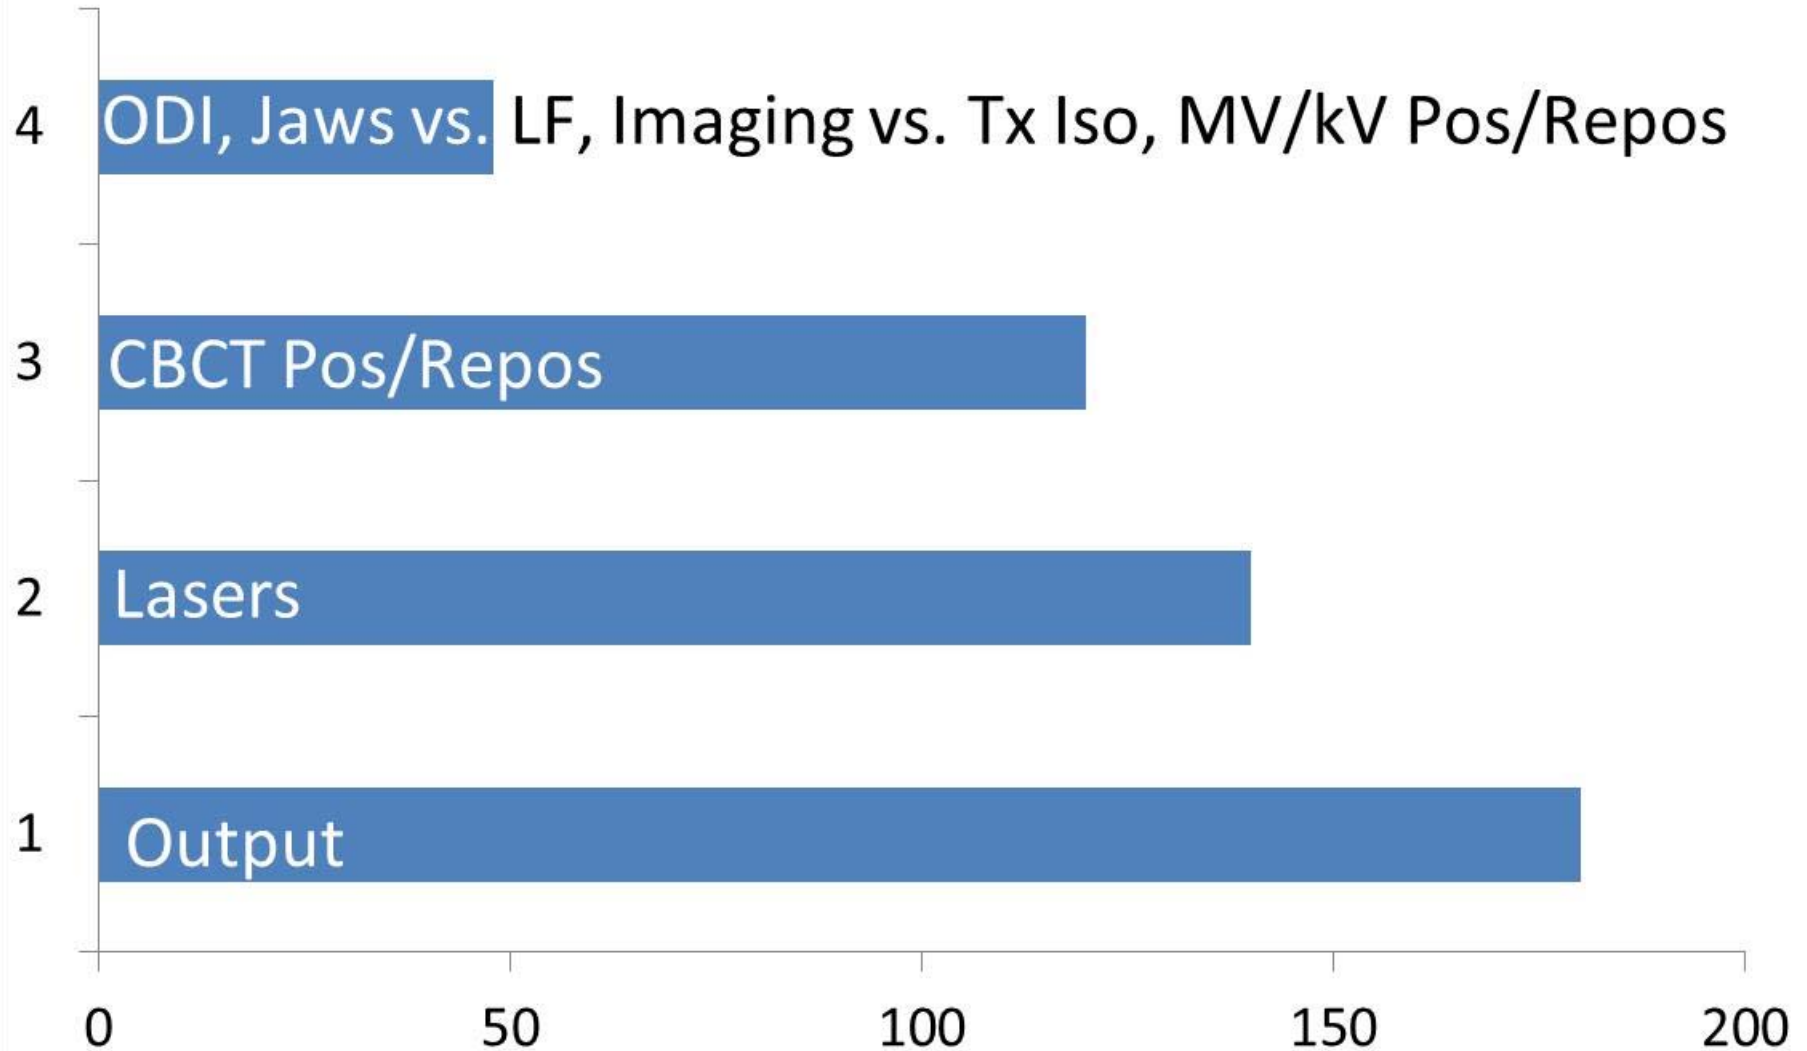 4 ODI, Jaws vs. LF, Imaging vs. Tx Iso, MV/kV Pos/Repos
3 CBCT Pos/Repos
2 Lasers
1 Output
0 50 100 150 200